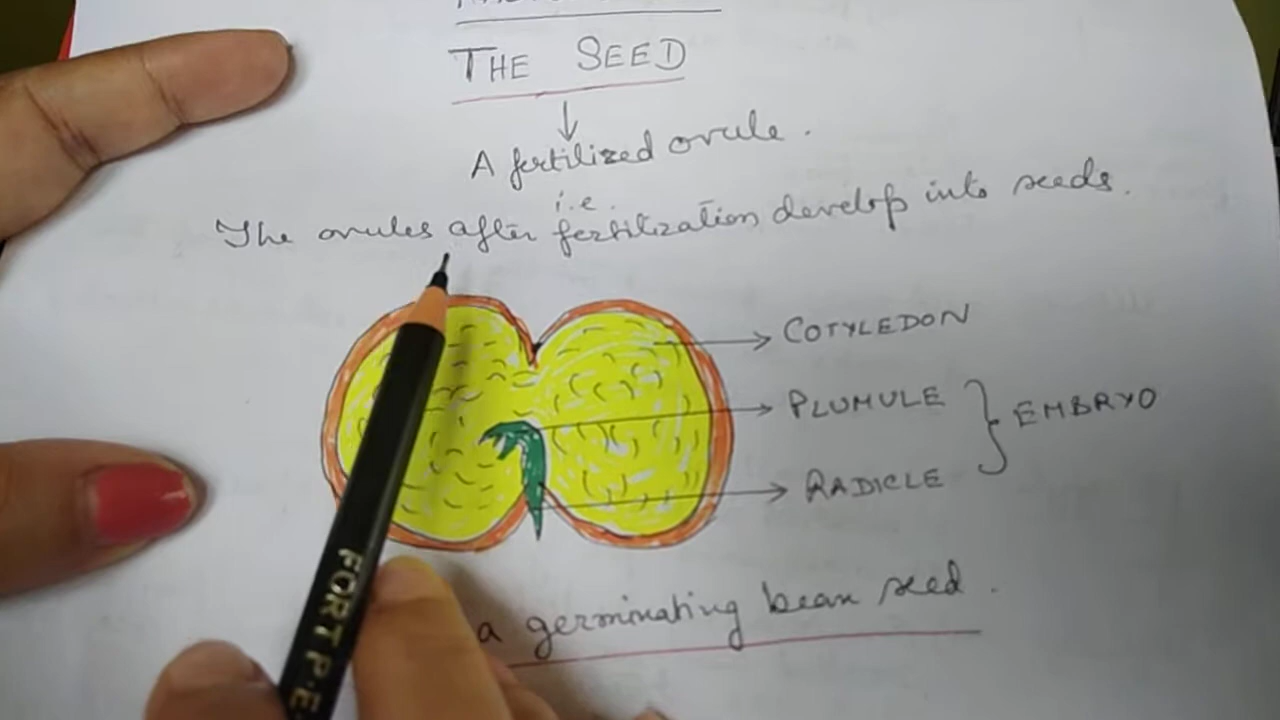 THE SEED
A fertilized ovule.
i.e.
The ovules after fertilization develop into seeds.
COTYLEDON
PLUMULE
EMBRYO
RADICLE
a germinating bean seed.
FORT P.E.